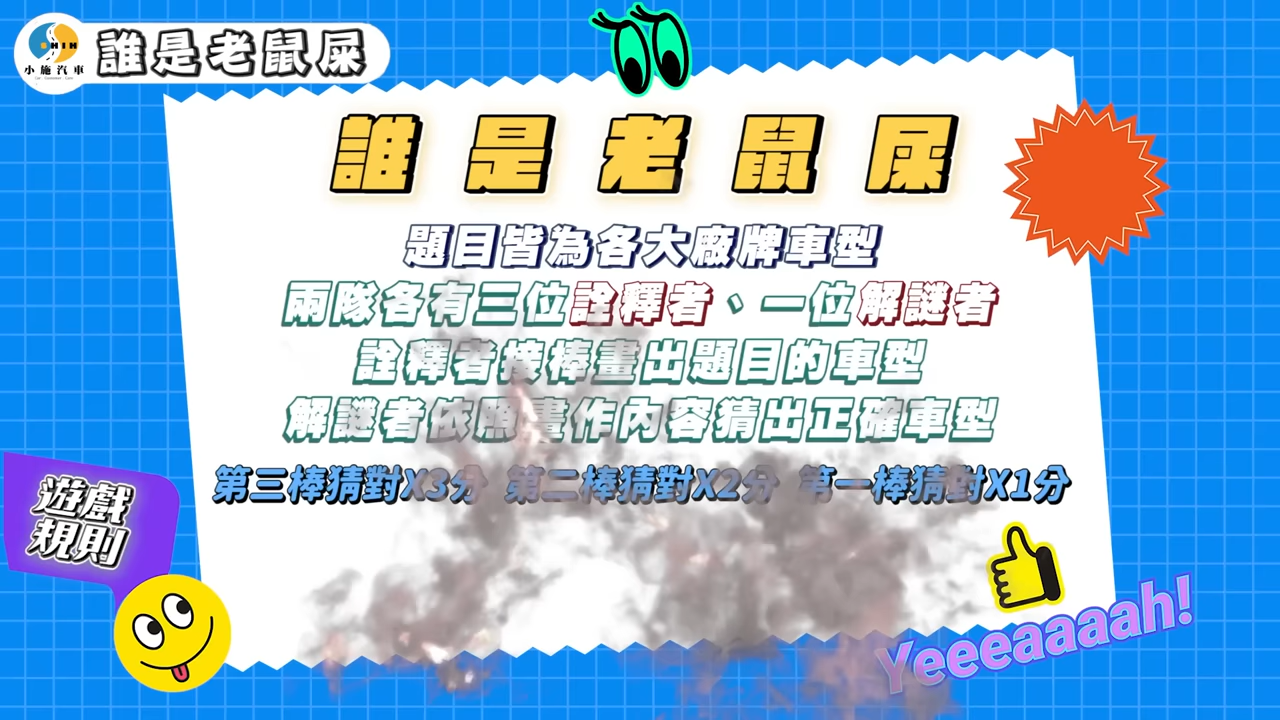 SHIH
小施汽車
Car Customer Care
誰是老鼠屎
誰是老鼠屎
題目皆為各大廠牌車型
兩隊各有三位詮釋者、一位解謎者
詮釋者接棒畫出題目的車型
解謎者依照畫作內容猜出正確車型
第三棒猜對X3分 第二棒猜對X2分 第一棒猜對X1分
遊戲
規則
Yeeeaaaah!